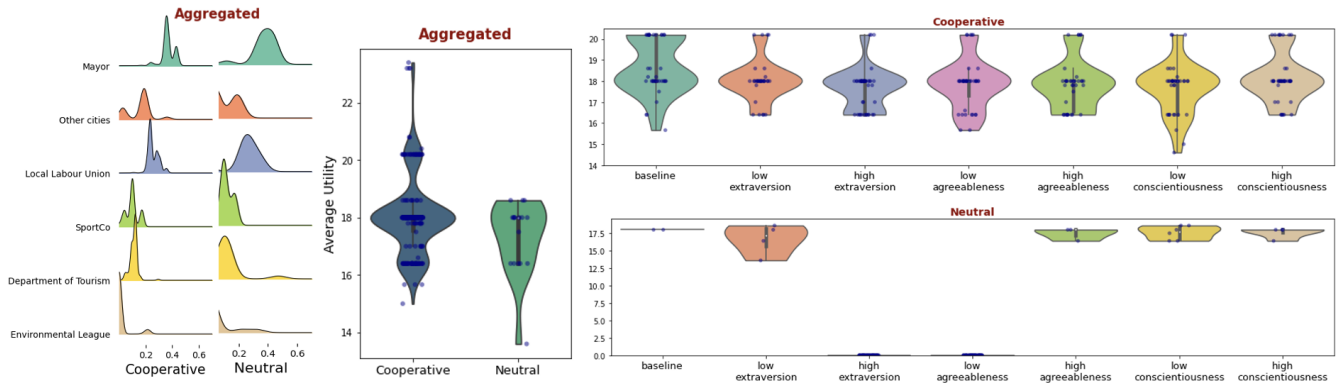 Aggregated
Mayor
Other cities
Local Labour Union
SportCo
Department of Tourism
Environmental League
0.2 0.4 0.6
0.2 0.4 0.6
Cooperative Neutral
Aggregated
Average Utility
22
20
18
16
14
Cooperative Neutral
Cooperative
20
19
18
17
16
15
14
baseline
low extraversion
high extraversion
low agreeableness
high agreeableness
low conscientiousness
high conscientiousness
Neutral
17.5
15.0
12.5
10.0
7.5
5.0
2.5
0.0
baseline
low extraversion
high extraversion
low agreeableness
high agreeableness
low conscientiousness
high conscientiousness